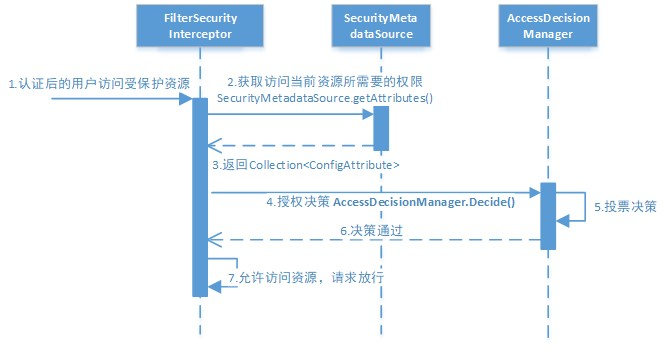 FilterSecurity
Interceptor
SecurityMeta
dataSource
AccessDecision
Manager
1.认证后的用户访问受保护资源
2.获取访问当前资源所需要的权限
SecurityMetadataSource.getAttributes()
3.返回Collection<ConfigAttribute>
4.授权决策 AccessDecisionManager.Decide()
5.投票决策
6.决策通过
7.允许访问资源，请求放行